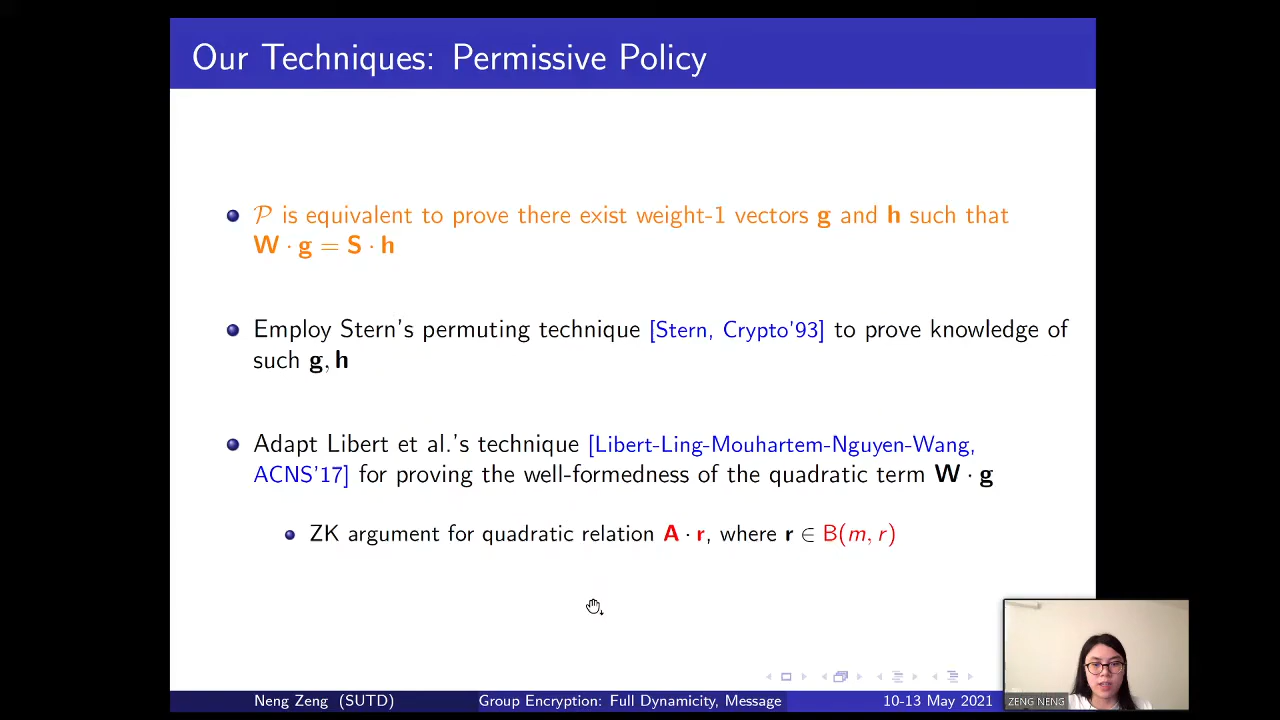 Our Techniques: Permissive Policy
𝒫 is equivalent to prove there exist weight-1 vectors g and h such that
W · g = S · h
Employ Stern's permuting technique [Stern, Crypto'93] to prove knowledge of
such g, h
Adapt Libert et al.'s technique [Libert-Ling-Mouhartem-Nguyen-Wang,
ACNS'17] for proving the well-formedness of the quadratic term W · g
ZK argument for quadratic relation A · r, where r ∈ B(m, r)
Neng Zeng (SUTD) Group Encryption: Full Dynamicity, Message 10-13 May 2021
ZENG NENG